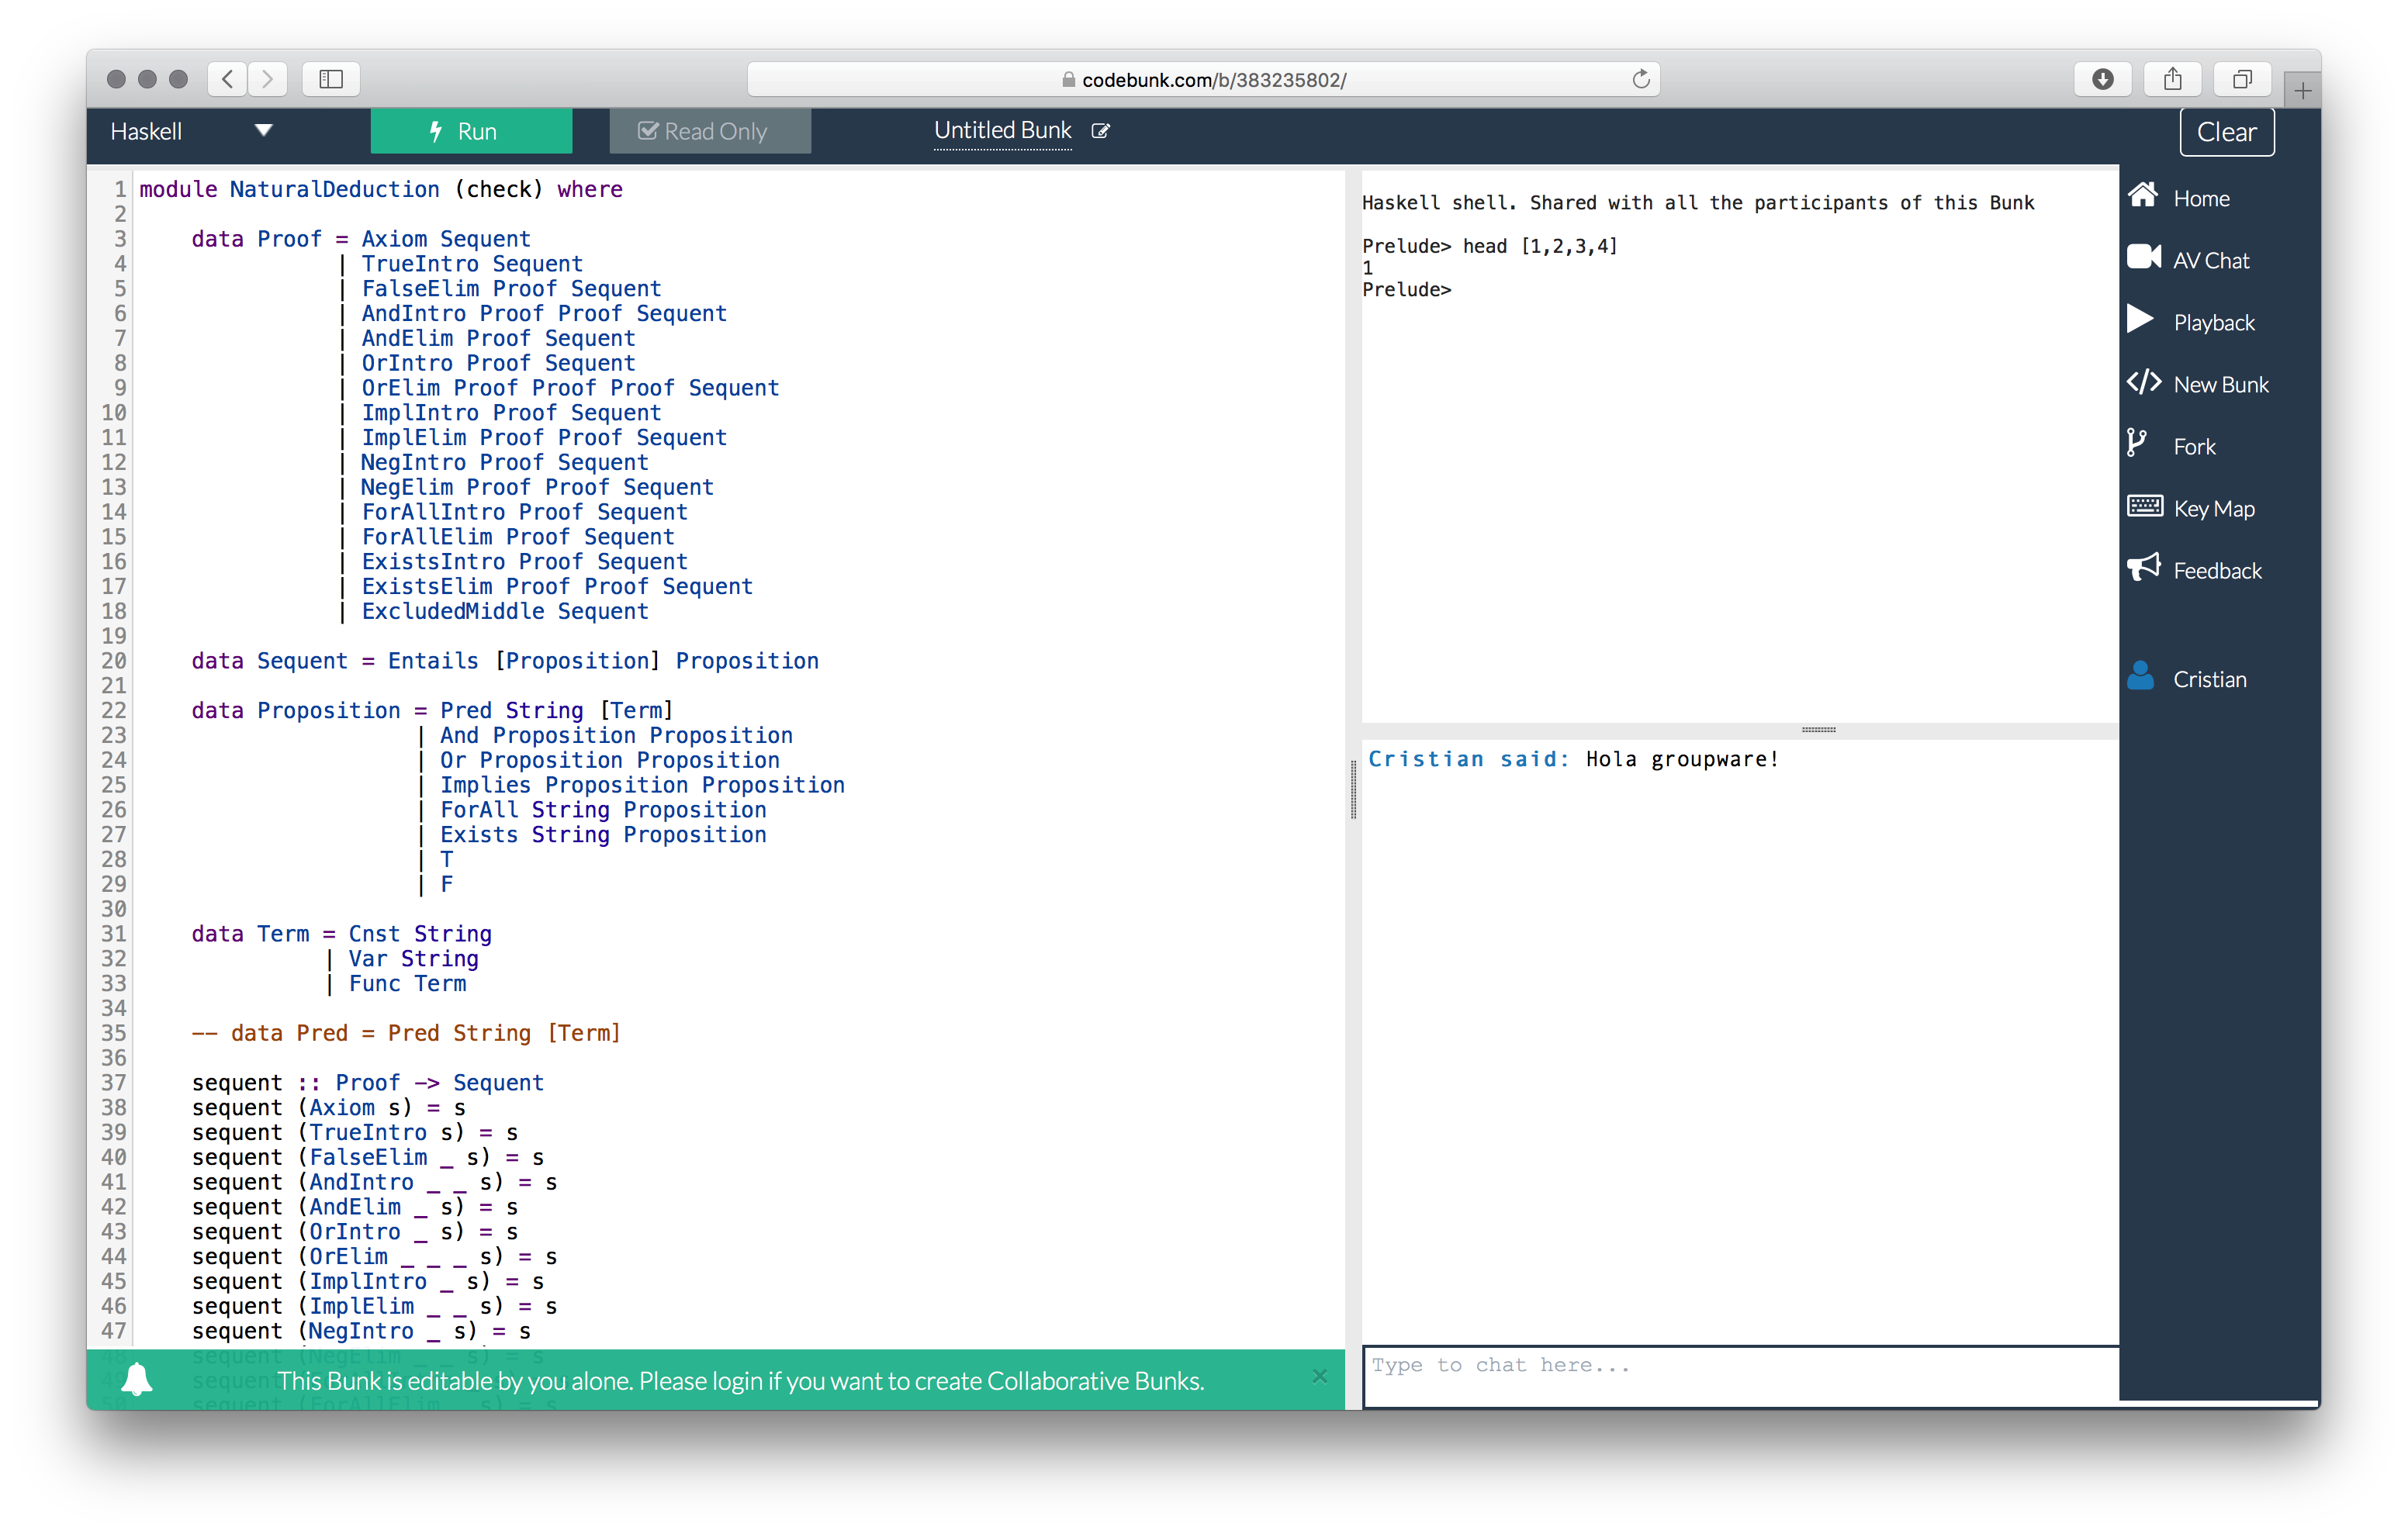 codebunk.com/b/383235802/
Haskell
Run
Read Only
Untitled Bunk
Clear
1 module NaturalDeduction (check) where
2
3     data Proof = Axiom Sequent
4                | TrueIntro Sequent
5                | FalseElim Proof Sequent
6                | AndIntro Proof Proof Sequent
7                | AndElim Proof Sequent
8                | OrIntro Proof Sequent
9                | OrElim Proof Proof Proof Sequent
10                | ImplIntro Proof Sequent
11                | ImplElim Proof Proof Sequent
12                | NegIntro Proof Sequent
13                | NegElim Proof Proof Sequent
14                | ForAllIntro Proof Sequent
15                | ForAllElim Proof Sequent
16                | ExistsIntro Proof Sequent
17                | ExistsElim Proof Proof Sequent
18                | ExcludedMiddle Sequent
19
20     data Sequent = Entails [Proposition] Proposition
21
22     data Proposition = Pred String [Term]
23                      | And Proposition Proposition
24                      | Or Proposition Proposition
25                      | Implies Proposition Proposition
26                      | ForAll String Proposition
27                      | Exists String Proposition
28                      | T
29                      | F
30
31     data Term = Cnst String
32               | Var String
33               | Func Term
34
35     -- data Pred = Pred String [Term]
36
37     sequent :: Proof -> Sequent
38     sequent (Axiom s) = s
39     sequent (TrueIntro s) = s
40     sequent (FalseElim _ s) = s
41     sequent (AndIntro _ _ s) = s
42     sequent (AndElim _ s) = s
43     sequent (OrIntro _ s) = s
44     sequent (OrElim _ _ _ s) = s
45     sequent (ImplIntro _ s) = s
46     sequent (ImplElim _ _ s) = s
47     sequent (NegIntro _ s) = s
48     sequent (NegElim _ _ s) = s
This Bunk is editable by you alone. Please login if you want to create Collaborative Bunks.
50     sequent (ForAllElim _ s) = s
Haskell shell. Shared with all the participants of this Bunk
Prelude> head [1,2,3,4]
1
Prelude>
Cristian said: Hola groupware!
Type to chat here...
Home
AV Chat
Playback
New Bunk
Fork
Key Map
Feedback
Cristian